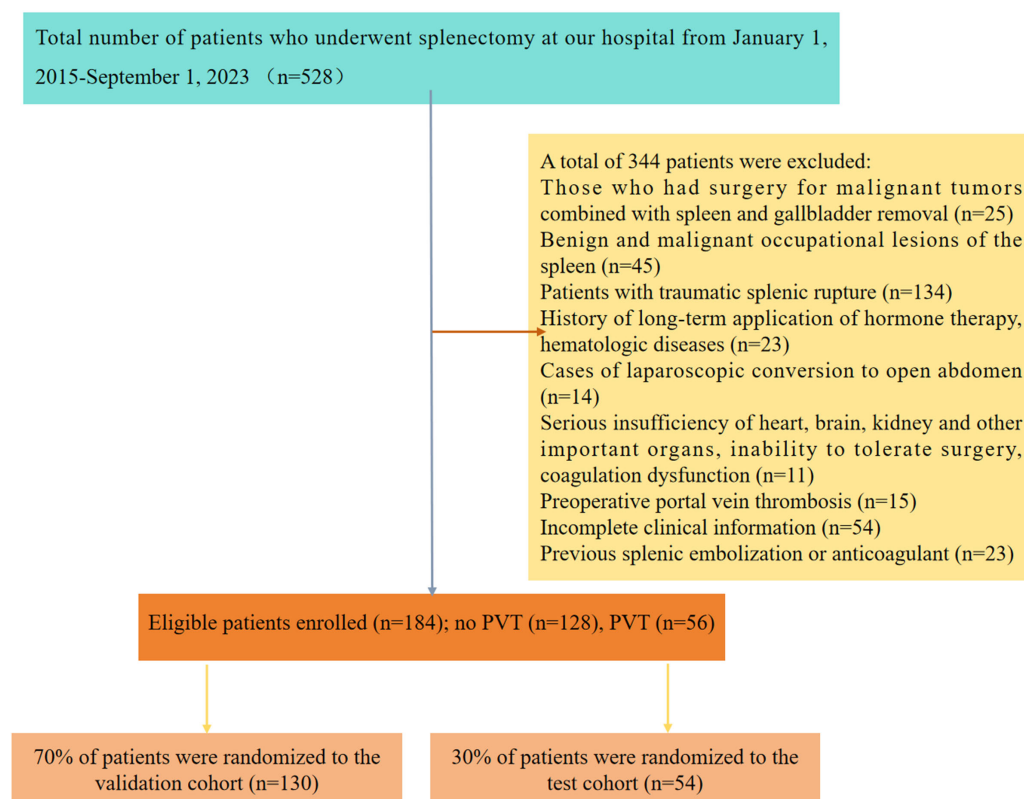 Total number of patients who underwent splenectomy at our hospital from January 1,
2015-September 1, 2023 （n=528）
A total of 344 patients were excluded:
Those who had surgery for malignant tumors
combined with spleen and gallbladder removal (n=25)
Benign and malignant occupational lesions of the
spleen (n=45)
Patients with traumatic splenic rupture (n=134)
History of long-term application of hormone therapy,
hematologic diseases (n=23)
Cases of laparoscopic conversion to open abdomen
(n=14)
Serious insufficiency of heart, brain, kidney and other
important organs, inability to tolerate surgery,
coagulation dysfunction (n=11)
Preoperative portal vein thrombosis (n=15)
Incomplete clinical information (n=54)
Previous splenic embolization or anticoagulant (n=23)
Eligible patients enrolled (n=184); no PVT (n=128), PVT (n=56)
70% of patients were randomized to the
validation cohort (n=130)
30% of patients were randomized to the
test cohort (n=54)